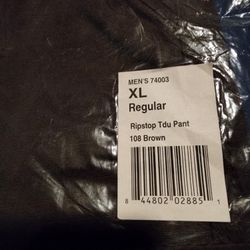 MEN'S 74003
XL
Regular
Ripstop Tdu Pant
108 Brown
8 44802 02885 1